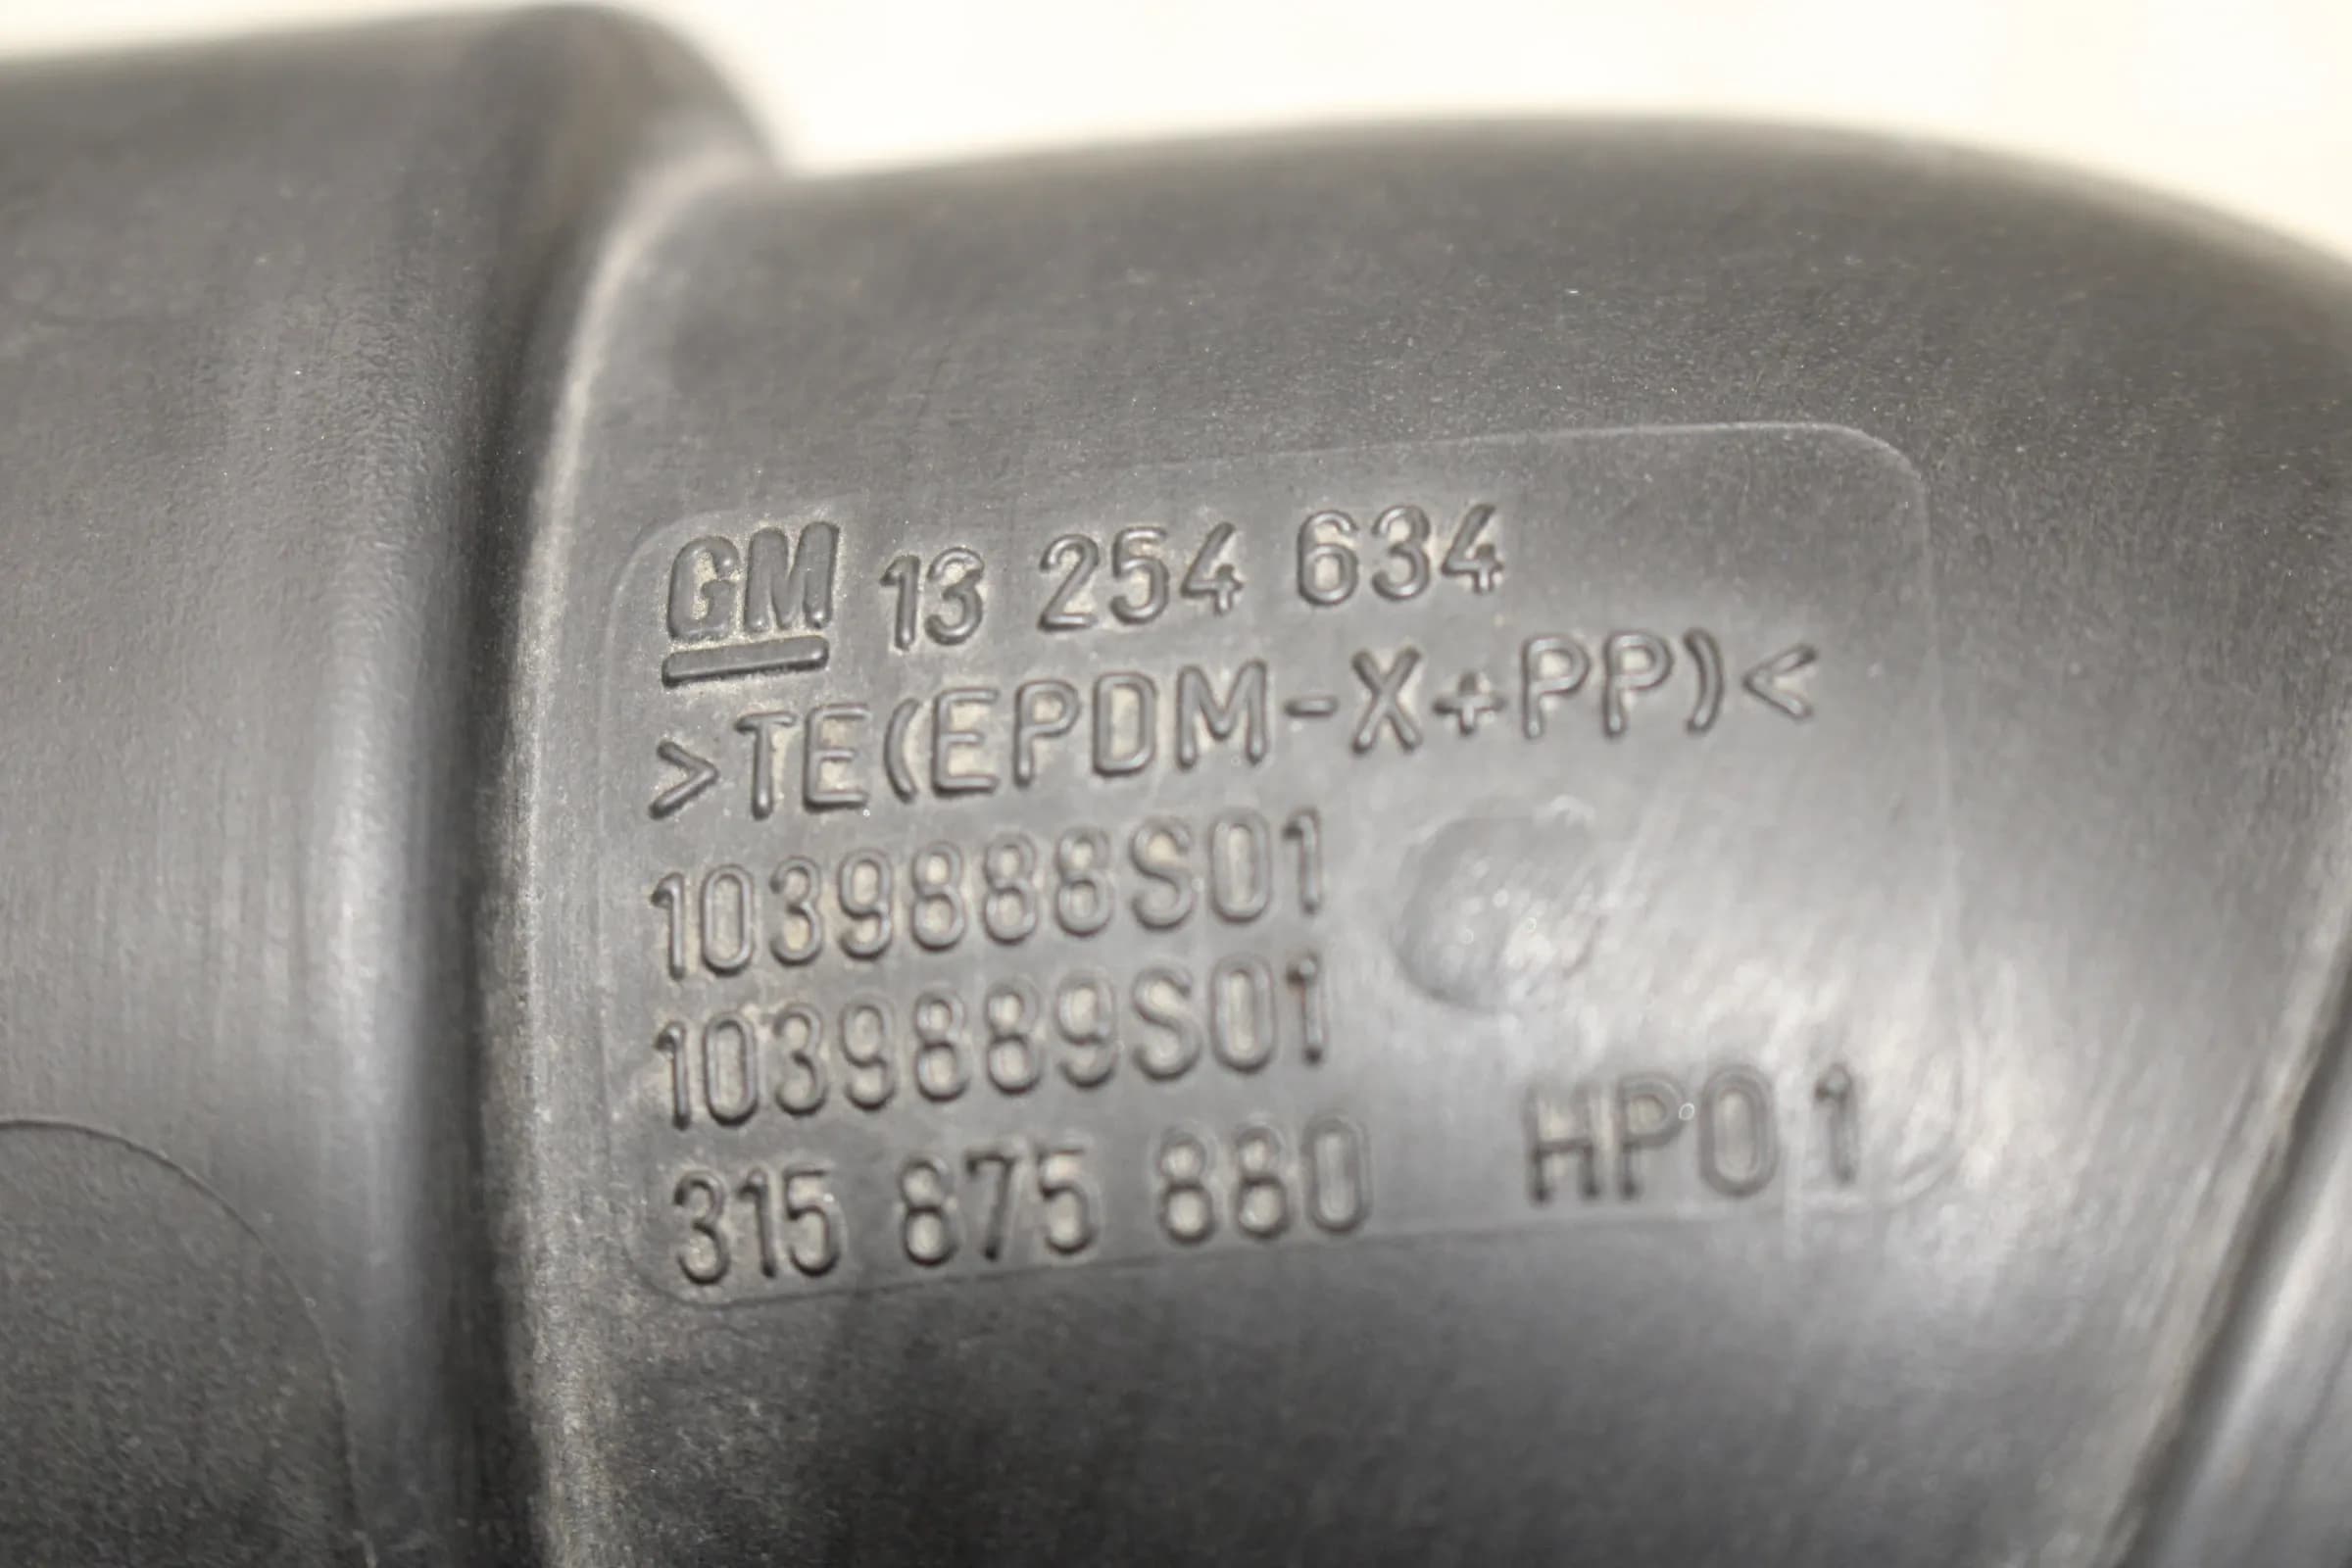 GM 13 254 634
>TE(EPDM-X+PP)<
1039888S01
1039889S01
315 875 880 HP01